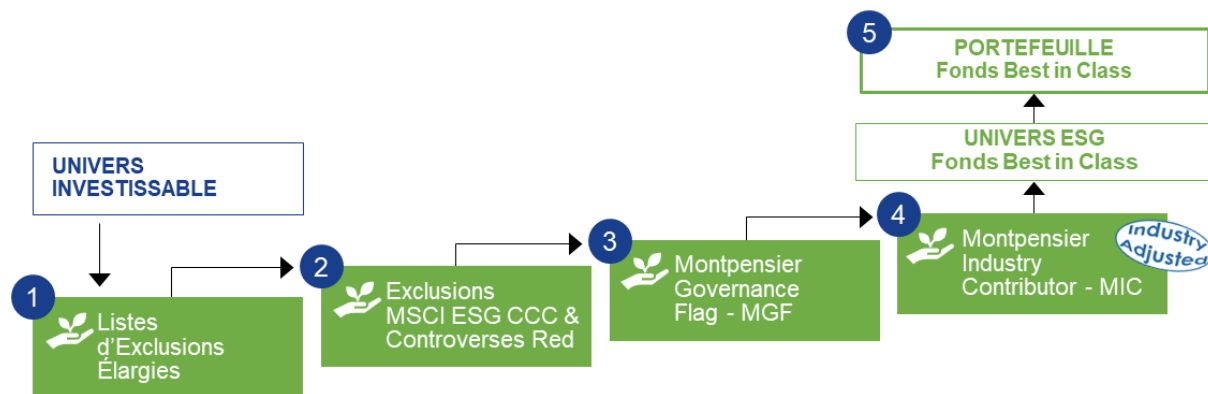 UNIVERS
INVESTISSABLE
1
Listes
d’Exclusions
Élargies
2
Exclusions
MSCI ESG CCC &
Controverses Red
3
Montpensier
Governance
Flag - MGF
4
Montpensier
Industry
Contributor - MIC
Industry
Adjusted
UNIVERS ESG
Fonds Best in Class
5
PORTEFEUILLE
Fonds Best in Class